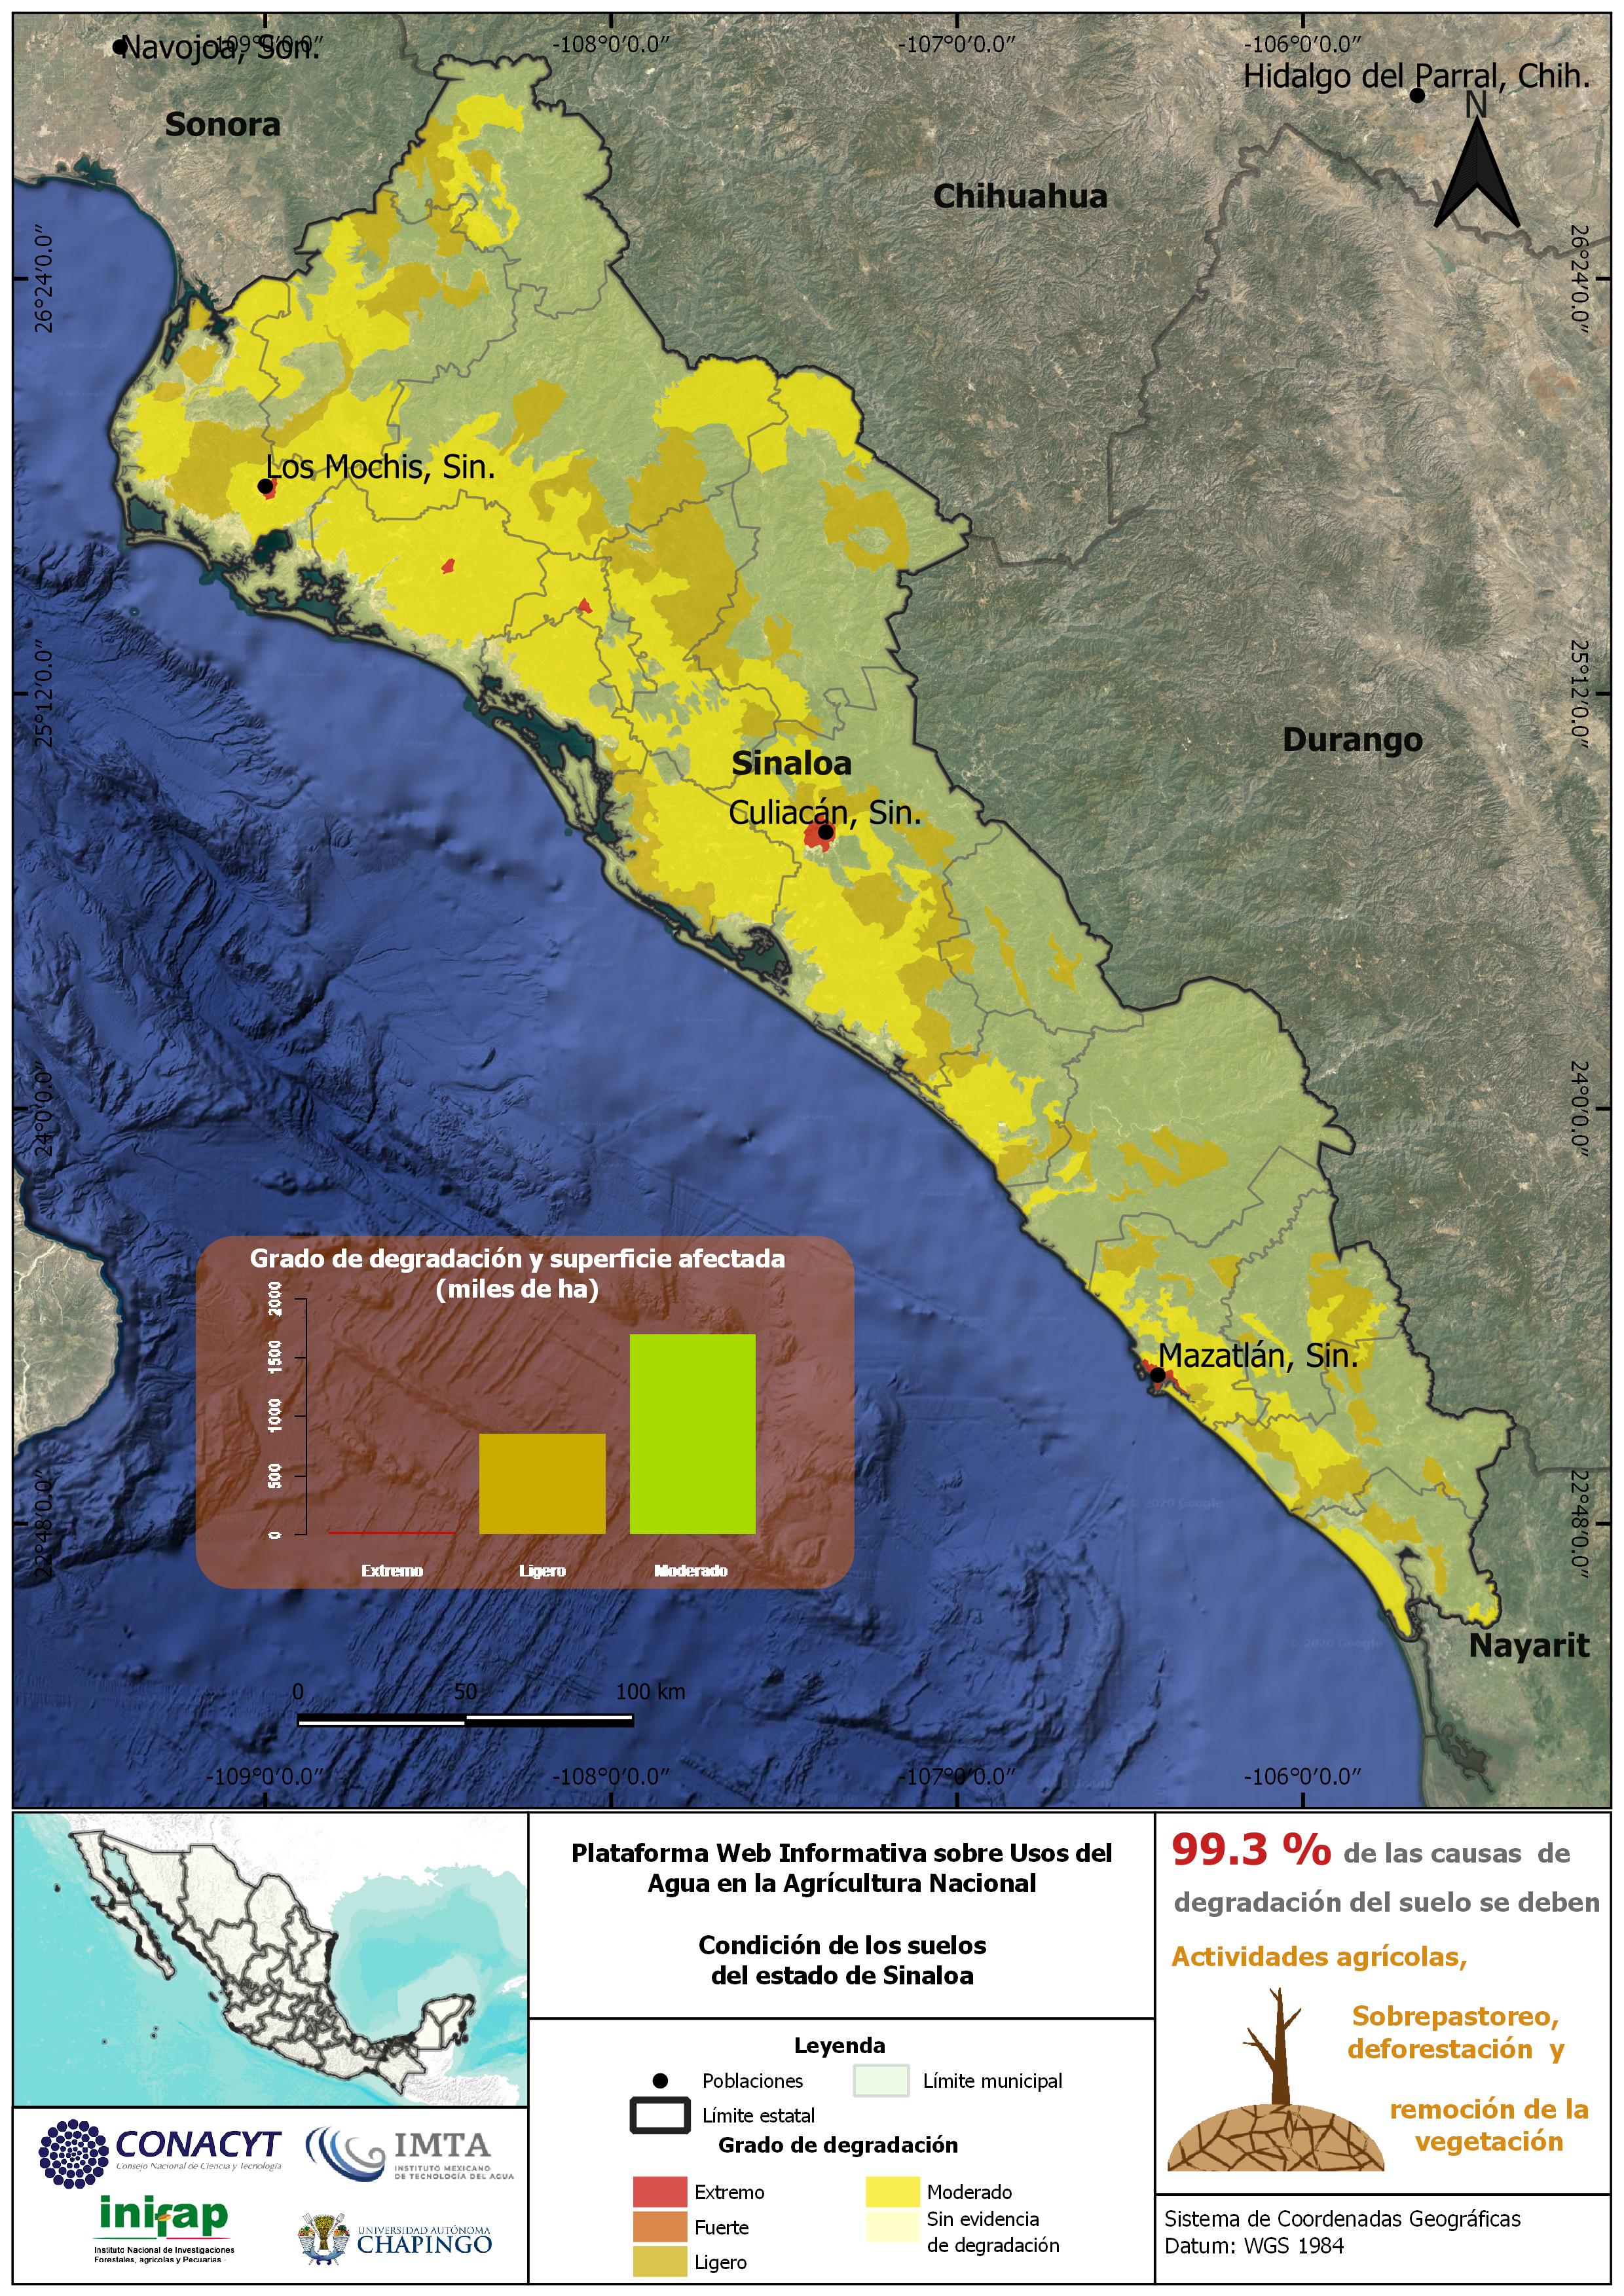 Navojoa, Son.
-109°0′0.0″
-108°0′0.0″
-107°0′0.0″
-106°0′0.0″
Hidalgo del Parral, Chih.
N
Sonora
Chihuahua
26°24′0.0″
26°24′0.0″
Los Mochis, Sin.
25°12′0.0″
25°12′0.0″
Durango
Sinaloa
Culiacán, Sin.
24°0′0.0″
24°0′0.0″
Grado de degradación y superficie afectada
(miles de ha)
2000
1500
1000
500
0
Extremo
Ligero
Moderado
Mazatlán, Sin.
22°48′0.0″
22°48′0.0″
© 2020 Google
© 2020 Google
Nayarit
0 50 100 km
-109°0′0.0″
-108°0′0.0″
-107°0′0.0″
-106°0′0.0″
Plataforma Web Informativa sobre Usos del
Agua en la Agrícultura Nacional
Condición de los suelos
del estado de Sinaloa
99.3 % de las causas de
degradación del suelo se deben
Actividades agrícolas,
Sobrepastoreo,
deforestación y
remoción de la
vegetación
Leyenda
Poblaciones
Límite municipal
Límite estatal
Grado de degradación
Extremo
Moderado
Fuerte
Sin evidencia
de degradación
Ligero
CONACYT
Consejo Nacional de Ciencia y Tecnología
IMTA
INSTITUTO MEXICANO
DE TECNOLOGÍA DEL AGUA
inifap
Instituto Nacional de Investigaciones
Forestales, agrícolas y Pecuarias
UNIVERSIDAD AUTÓNOMA
CHAPINGO
Sistema de Coordenadas Geográficas
Datum: WGS 1984